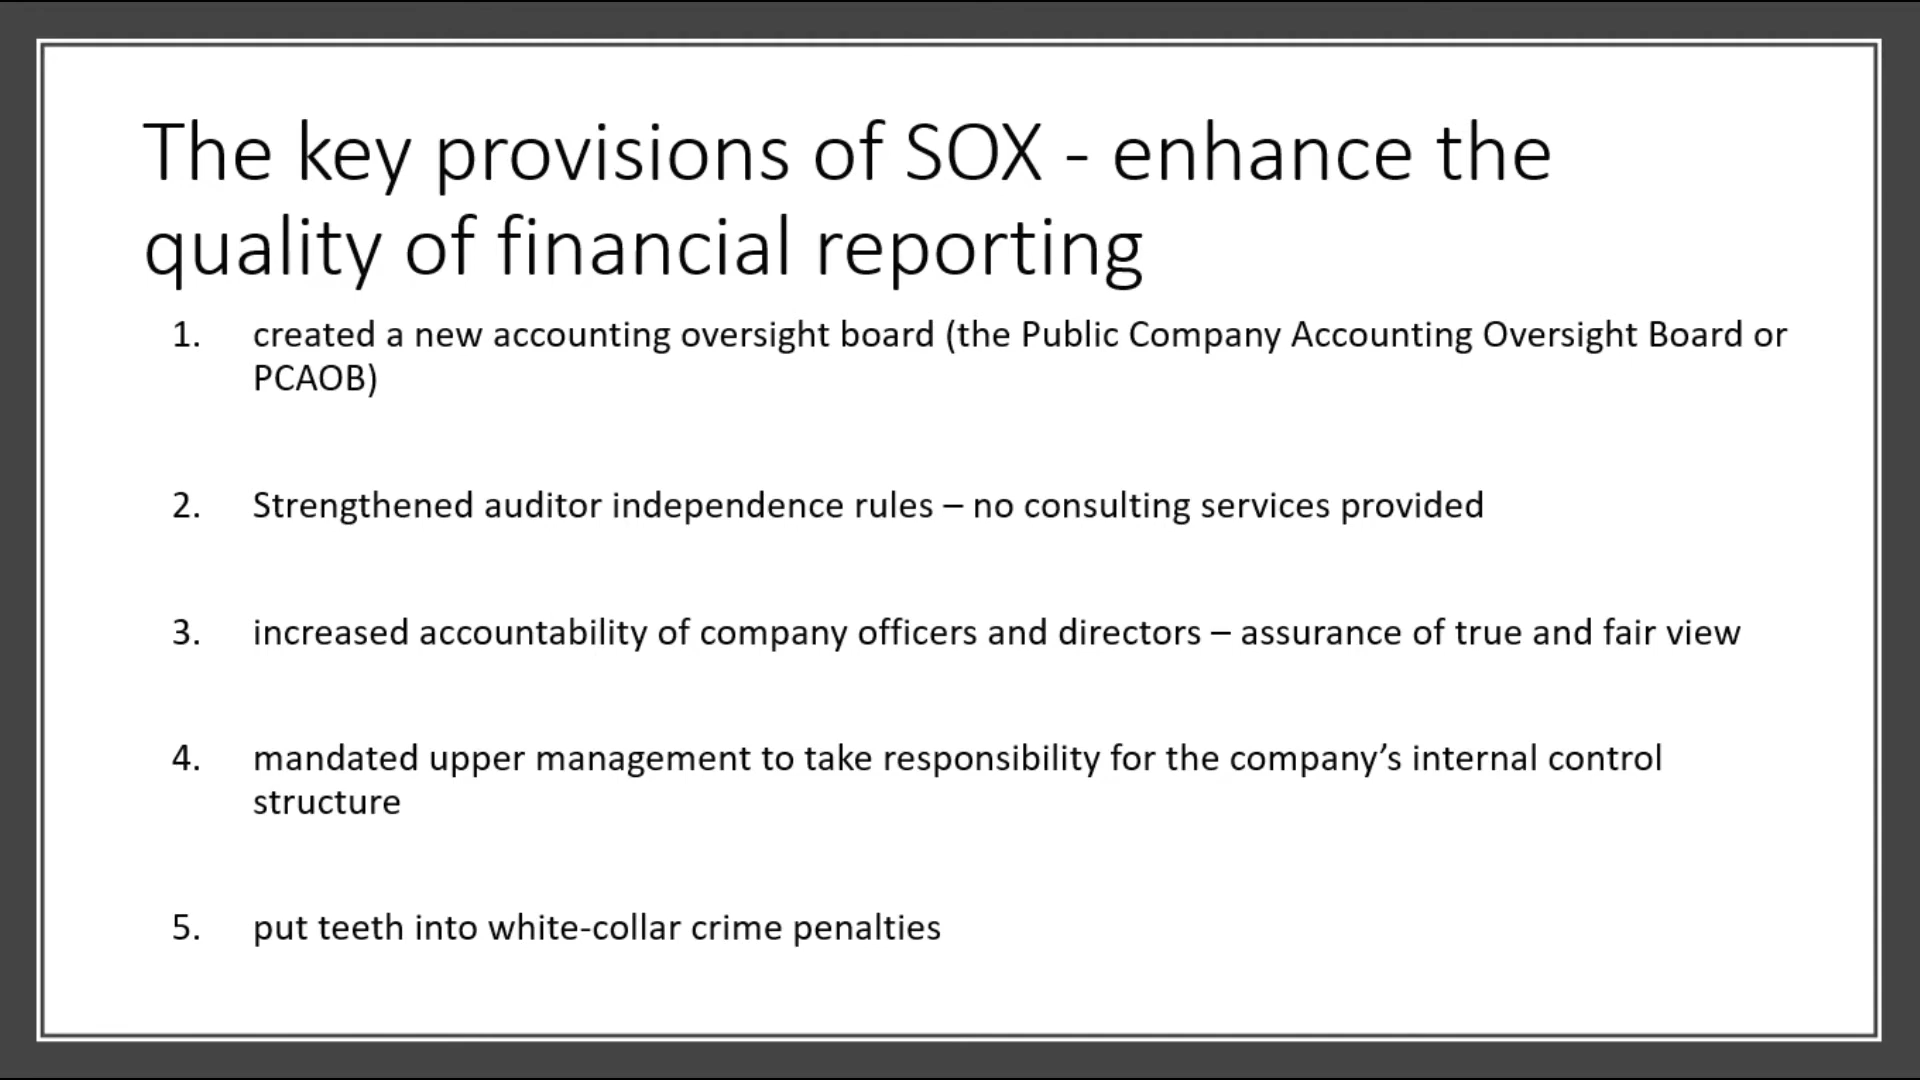 The key provisions of SOX - enhance the
quality of financial reporting
1. created a new accounting oversight board (the Public Company Accounting Oversight Board or
PCAOB)
2. Strengthened auditor independence rules – no consulting services provided
3. increased accountability of company officers and directors – assurance of true and fair view
4. mandated upper management to take responsibility for the company’s internal control
structure
5. put teeth into white-collar crime penalties